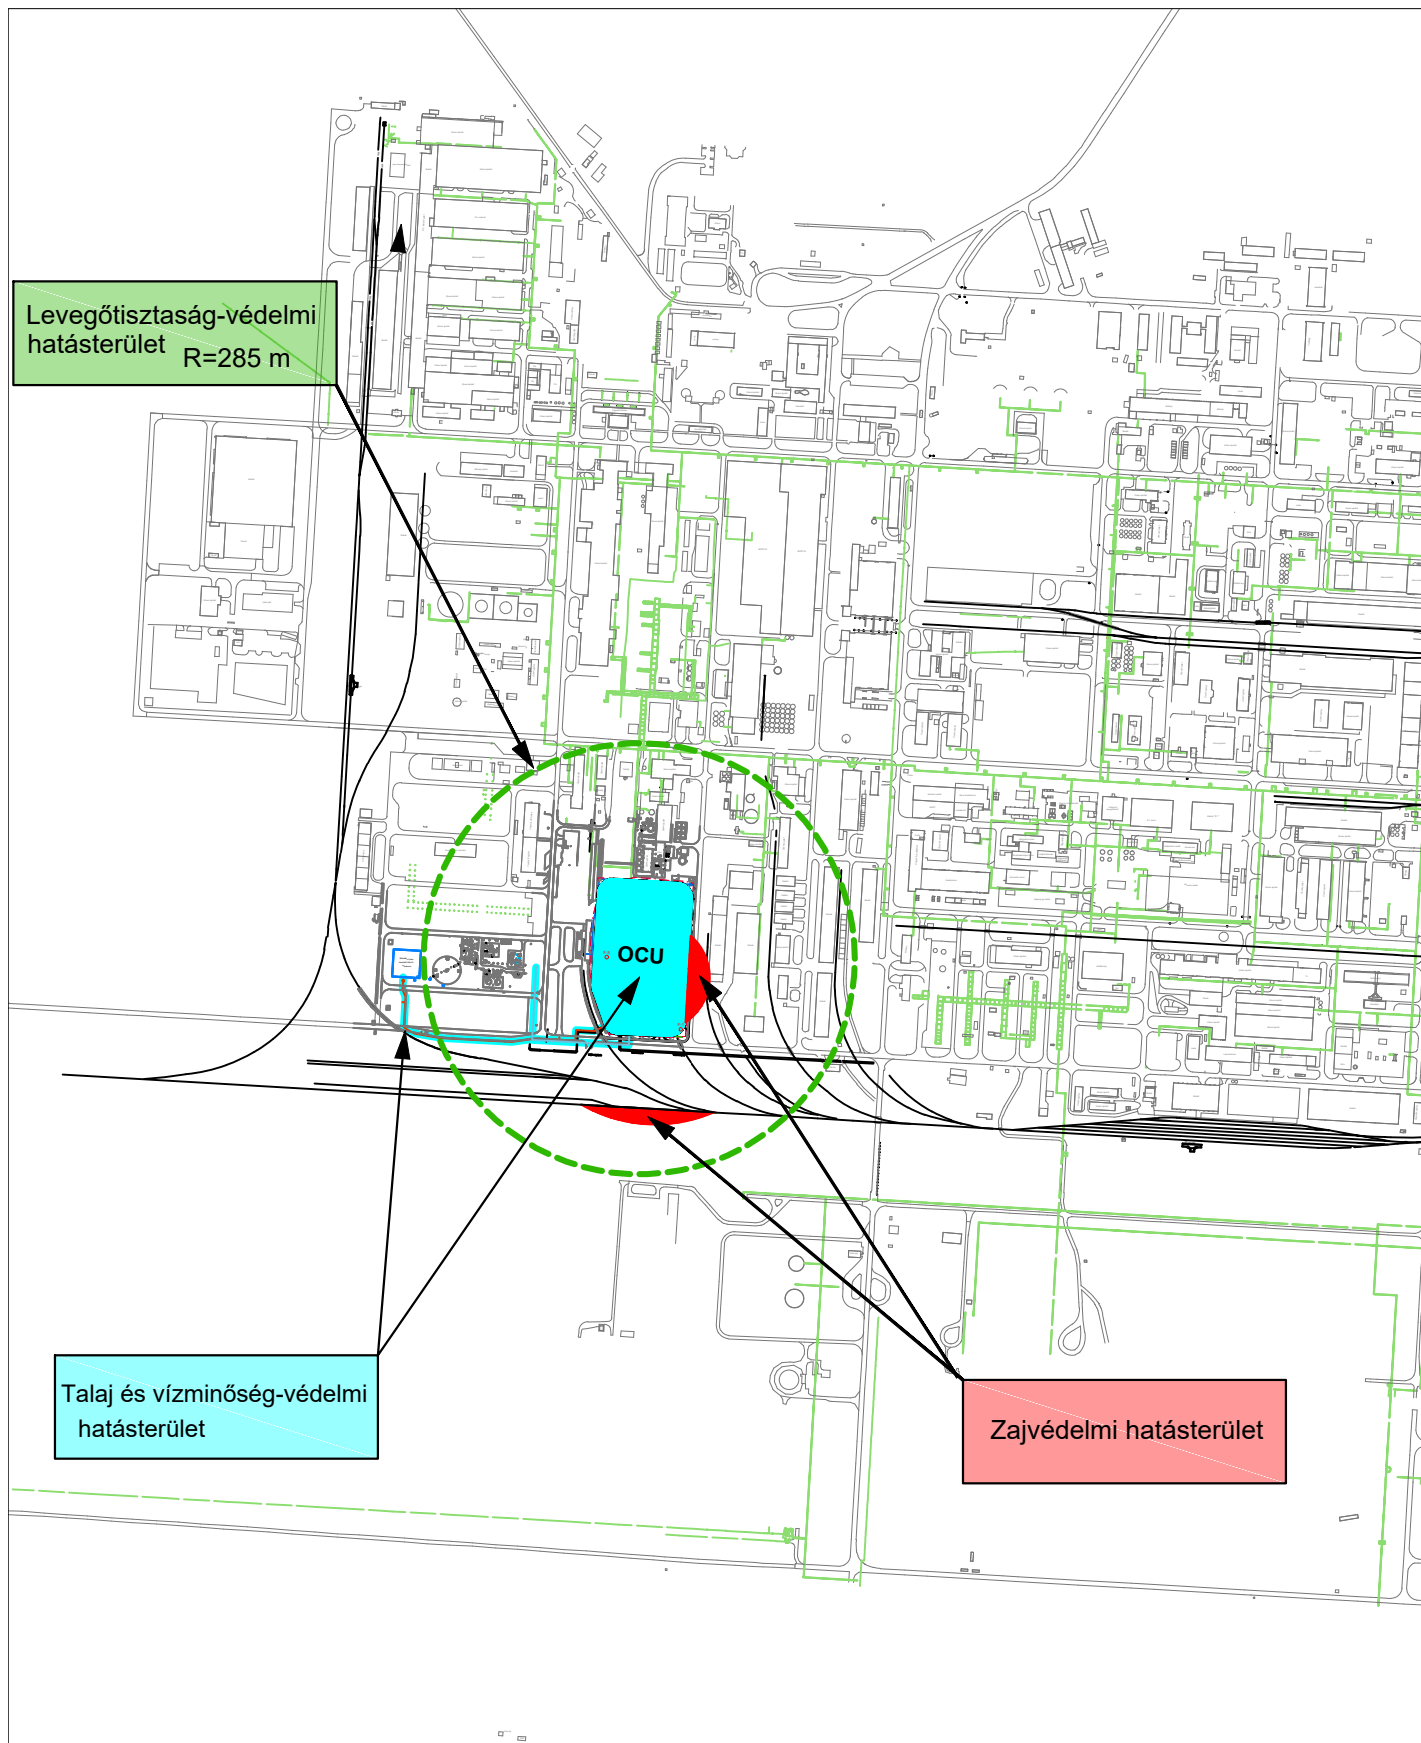 Levegőtisztaság-védelmi
hatásterület R=285 m
OCU
Talaj és vízminőség-védelmi
hatásterület
Zajvédelmi hatásterület